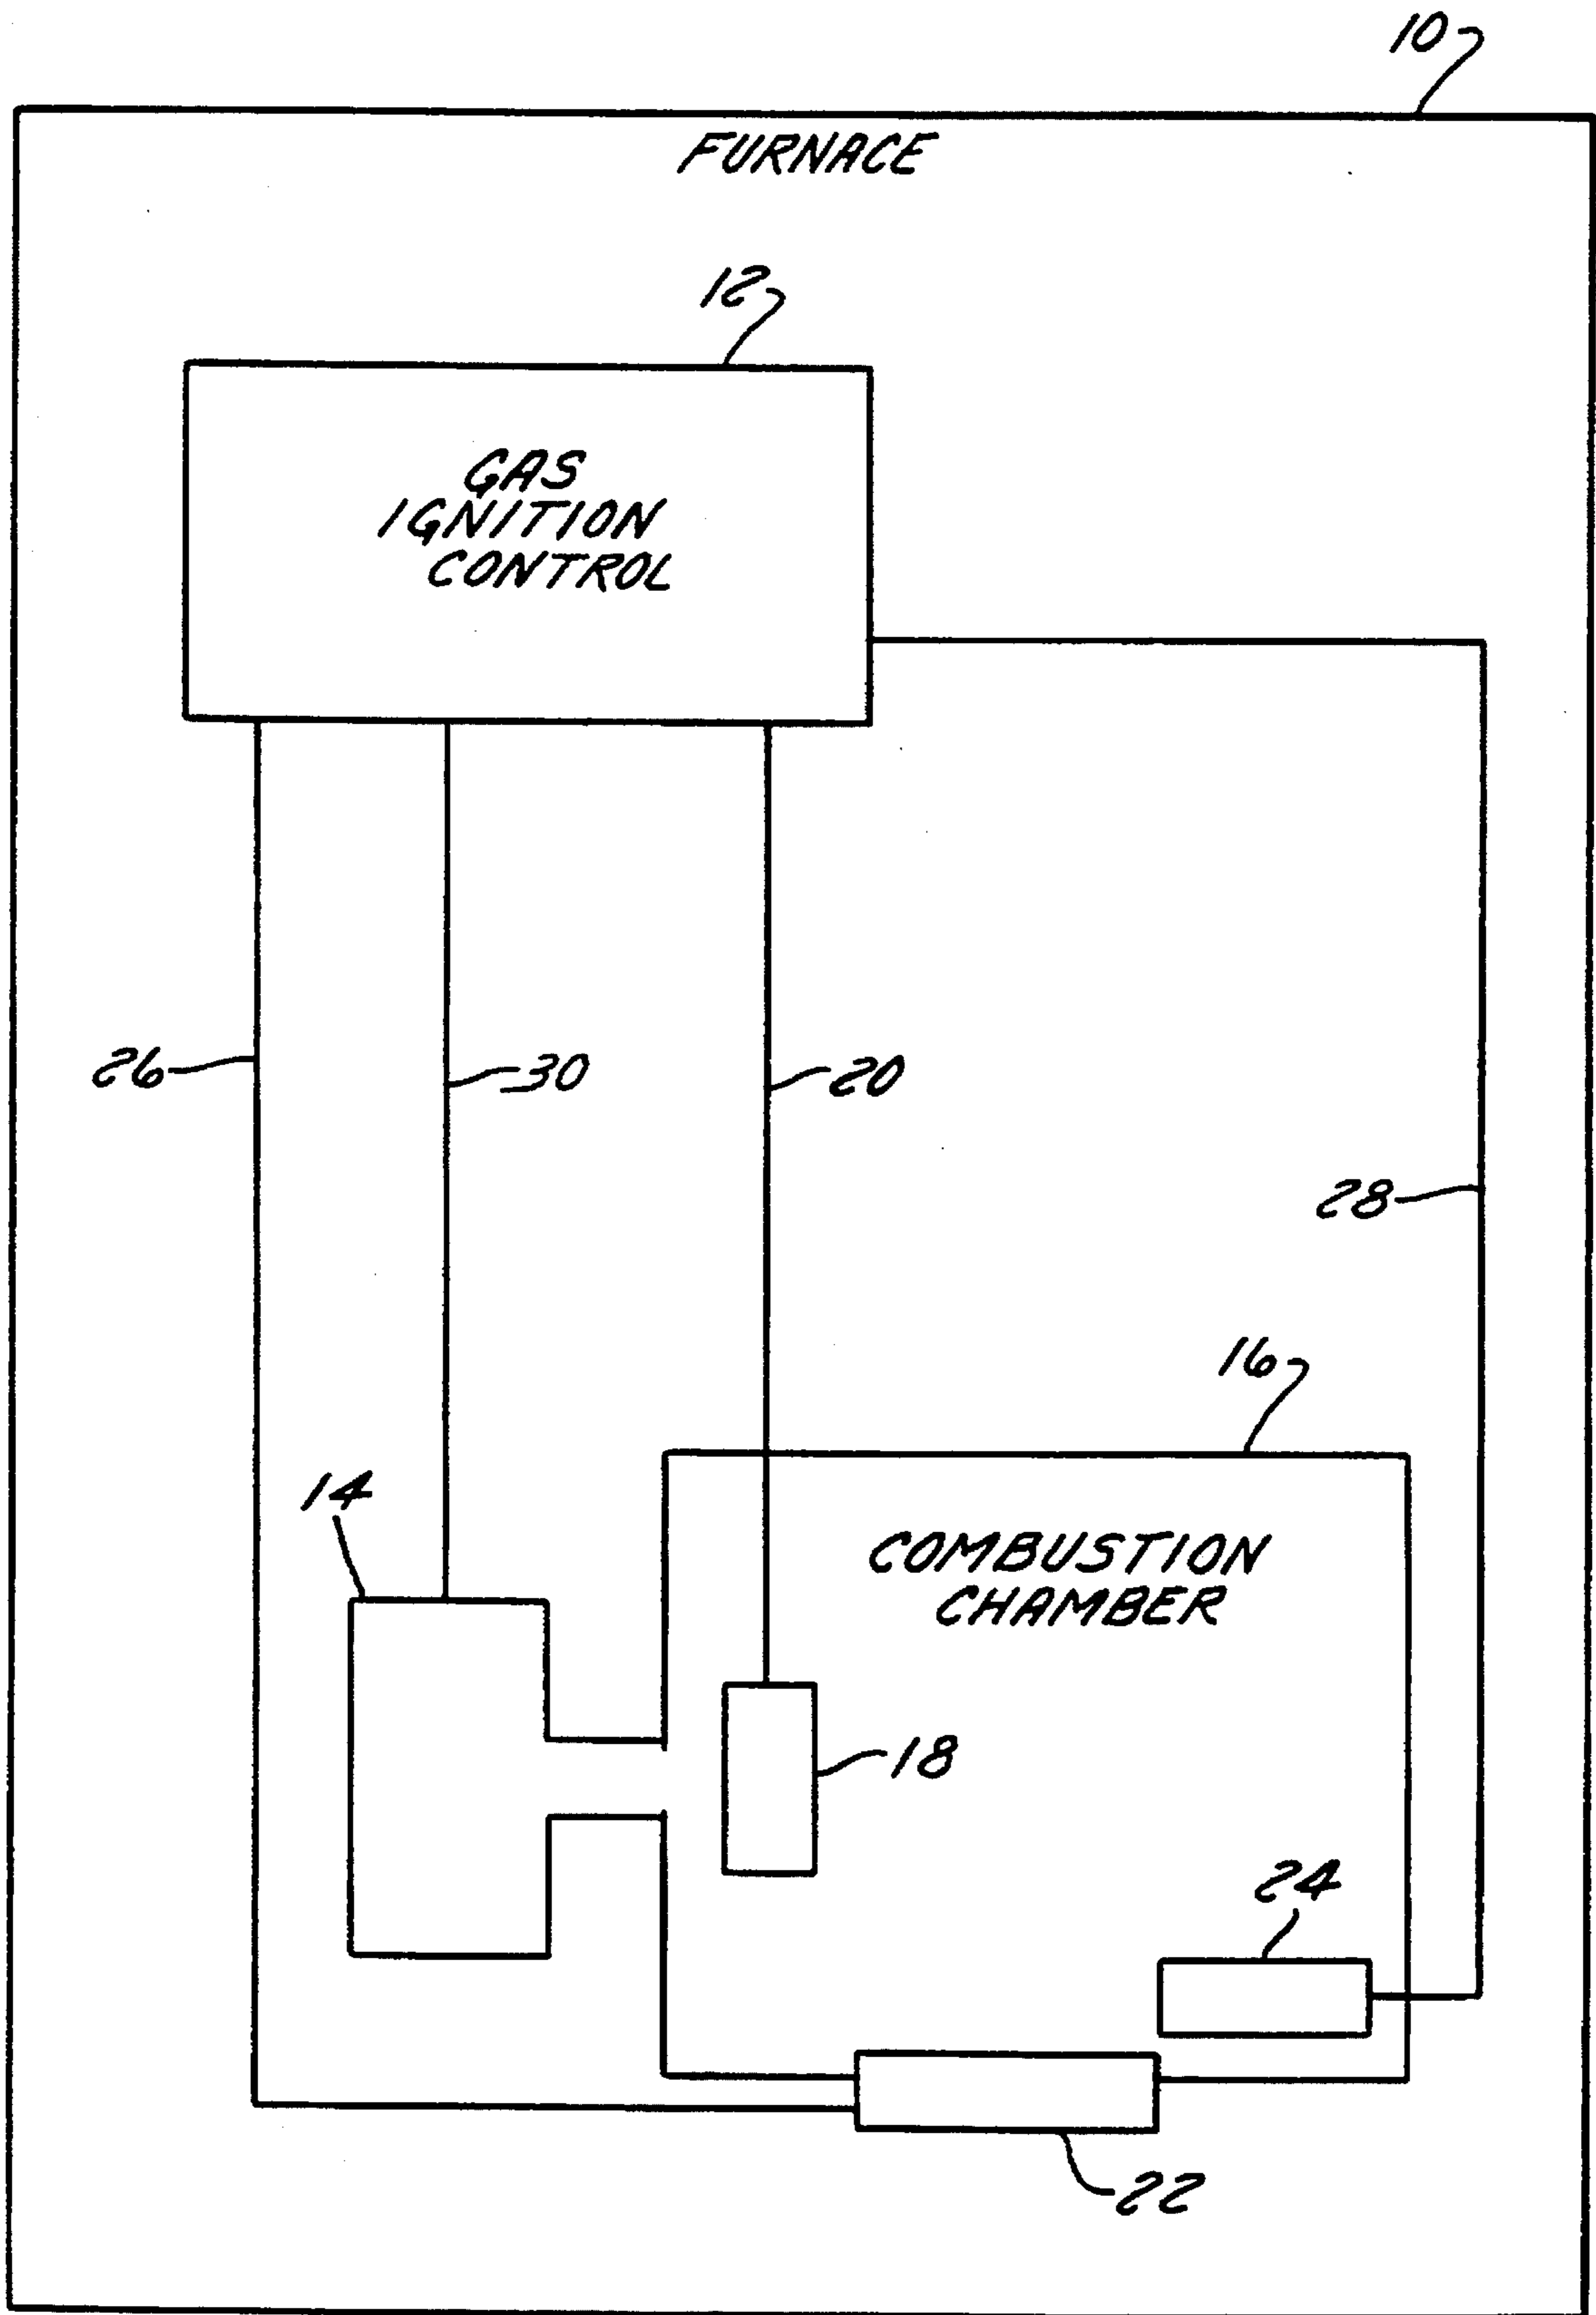 10
FURNACE
12
GAS
IGNITION
CONTROL
26
30
20
28
16
14
COMBUSTION
CHAMBER
18
24
22